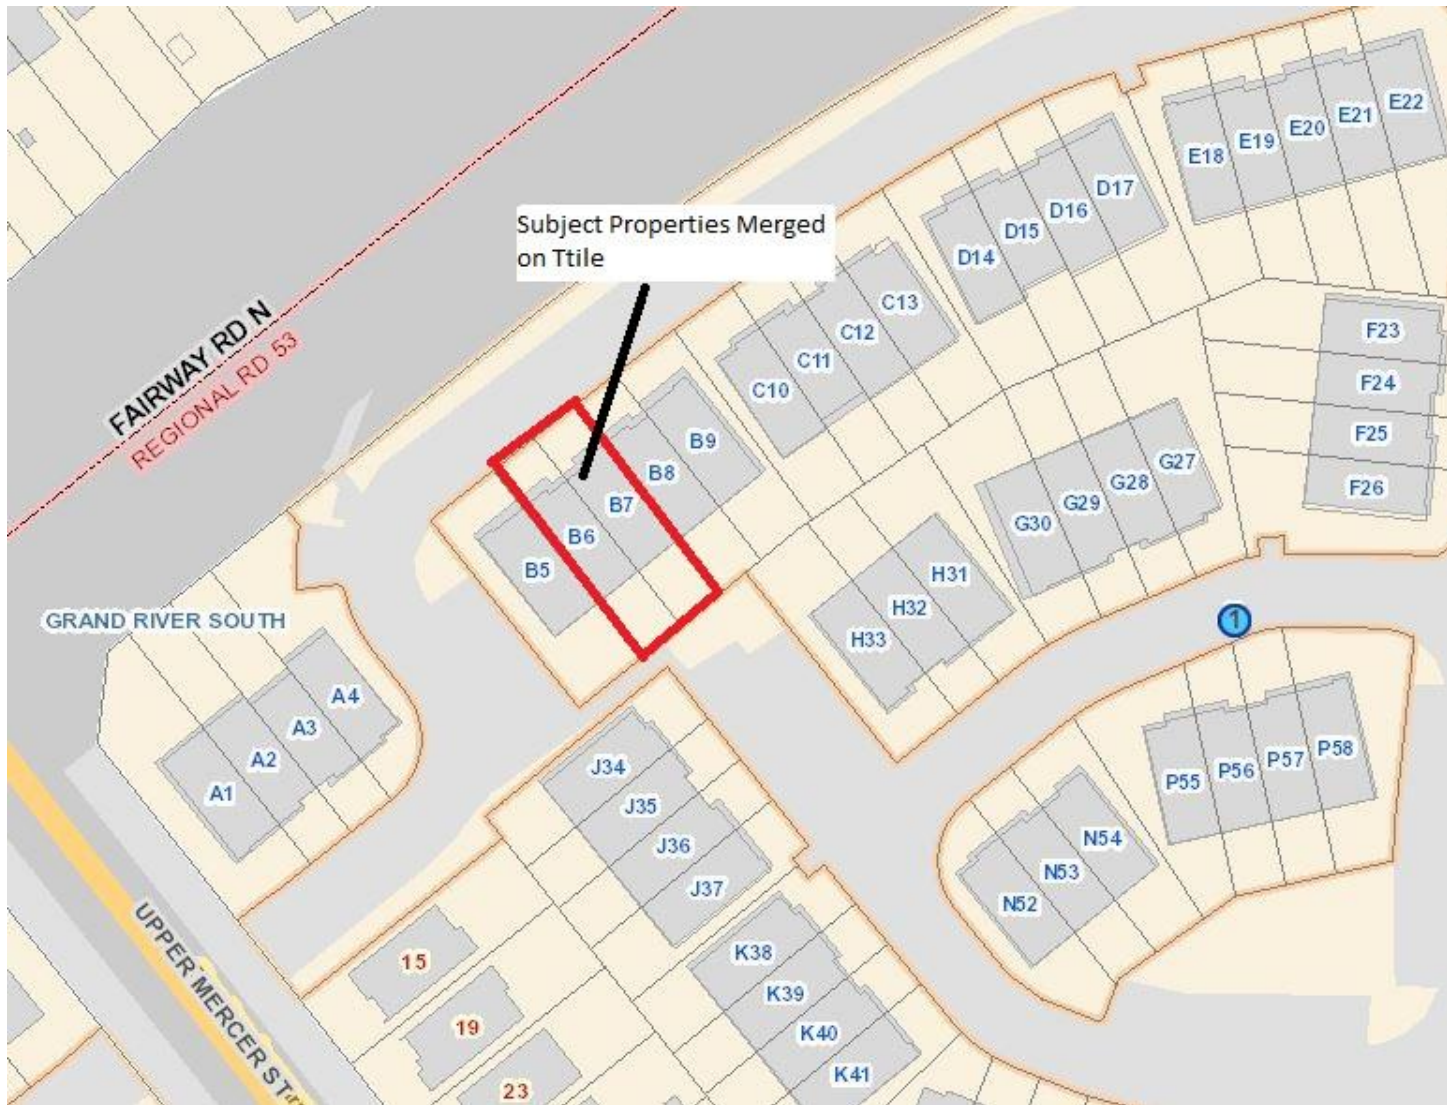 E22
E21
E20
E19
E18
D17
D16
D15
D14
Subject Properties Merged
on Ttile
C13
C12
C11
C10
FAIRWAY RD N
REGIONAL RD 53
F23
F24
F25
F26
B9
B8
B7
B6
B5
G27
G28
G29
G30
H31
H32
H33
GRAND RIVER SOUTH
1
A4
A3
A2
A1
J34
J35
J36
J37
P58
P57
P56
P55
N54
N53
N52
UPPER MERCER ST
15
19
23
K38
K39
K40
K41